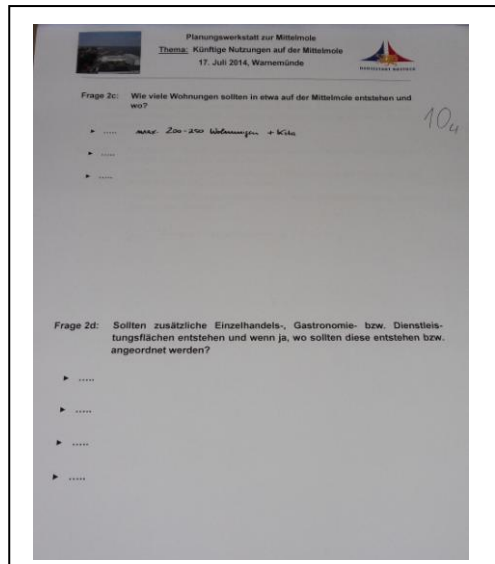 Planungswerkstatt zur Mittelmole
Thema: Künftige Nutzungen auf der Mittelmole
17. Juli 2014, Warnemünde
HANSESTADT ROSTOCK
Frage 2c: Wie viele Wohnungen sollten in etwa auf der Mittelmole entstehen und
wo?
10
► ..... max. 200-250 Wohnungen + Kita
► .....
► .....
Frage 2d: Sollten zusätzliche Einzelhandels-, Gastronomie- bzw. Dienstleis-
tungsflächen entstehen und wenn ja, wo sollten diese entstehen bzw.
angeordnet werden?
► .....
► .....
► .....
► .....